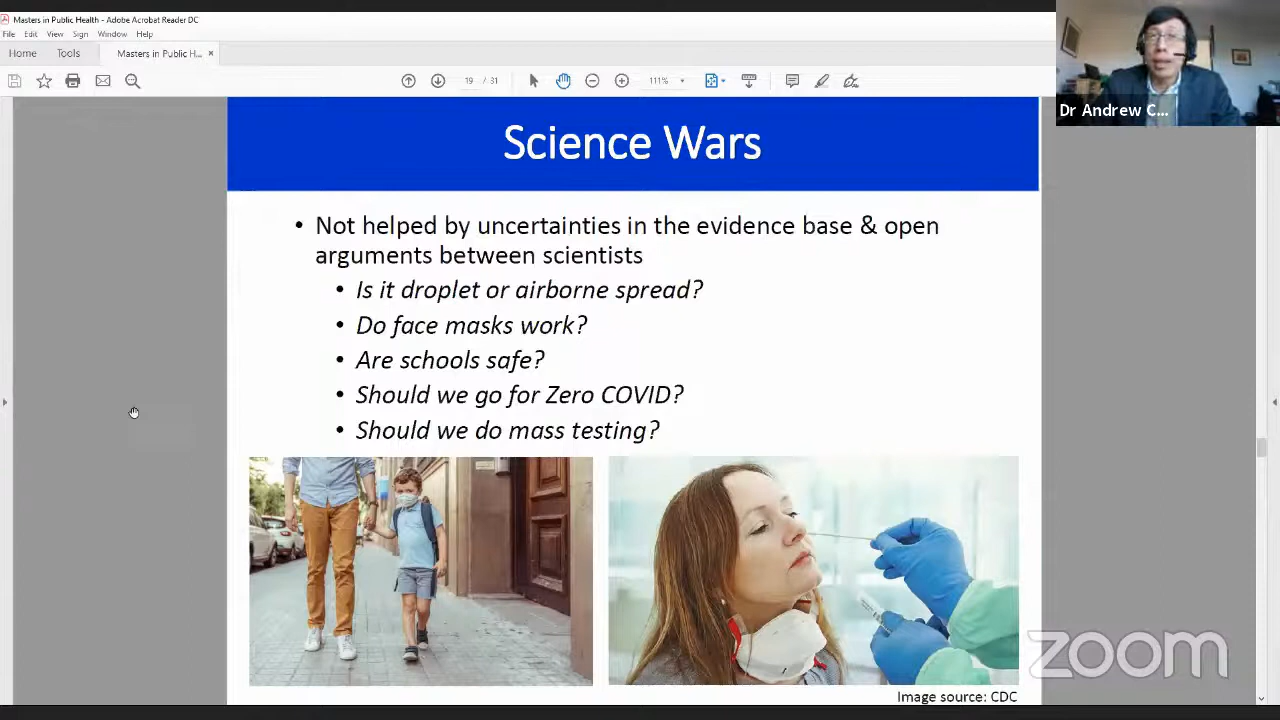 Masters in Public Health - Adobe Acrobat Reader DC
File Edit View Sign Window Help
Home Tools Masters in Public H... ×
19 / 31 111%
Dr Andrew C...
Science Wars
• Not helped by uncertainties in the evidence base & open
arguments between scientists
• Is it droplet or airborne spread?
• Do face masks work?
• Are schools safe?
• Should we go for Zero COVID?
• Should we do mass testing?
zoom
Image source: CDC